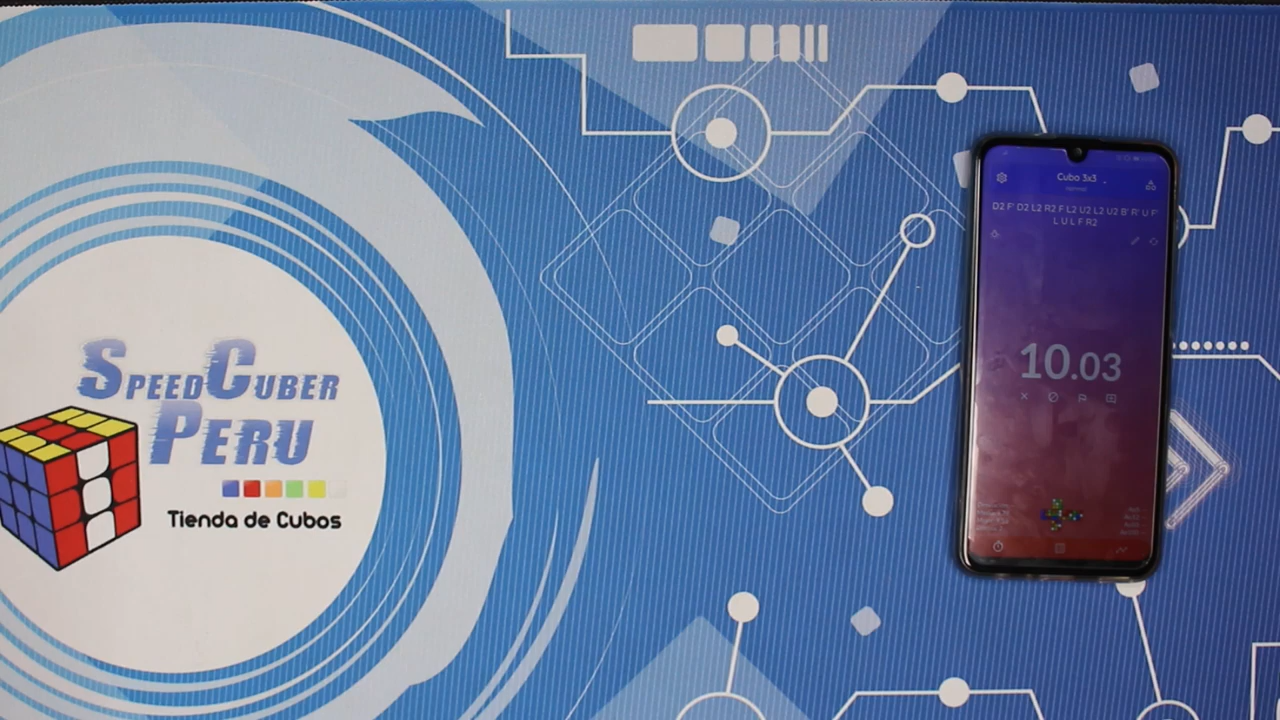 SPEEDCUBER
PERU
Tienda de Cubos
Cubo 3x3
D2 F' D2 L2 R2 F L2 U2 L2 U2 B' R' U F'
L U L F R2
10.03